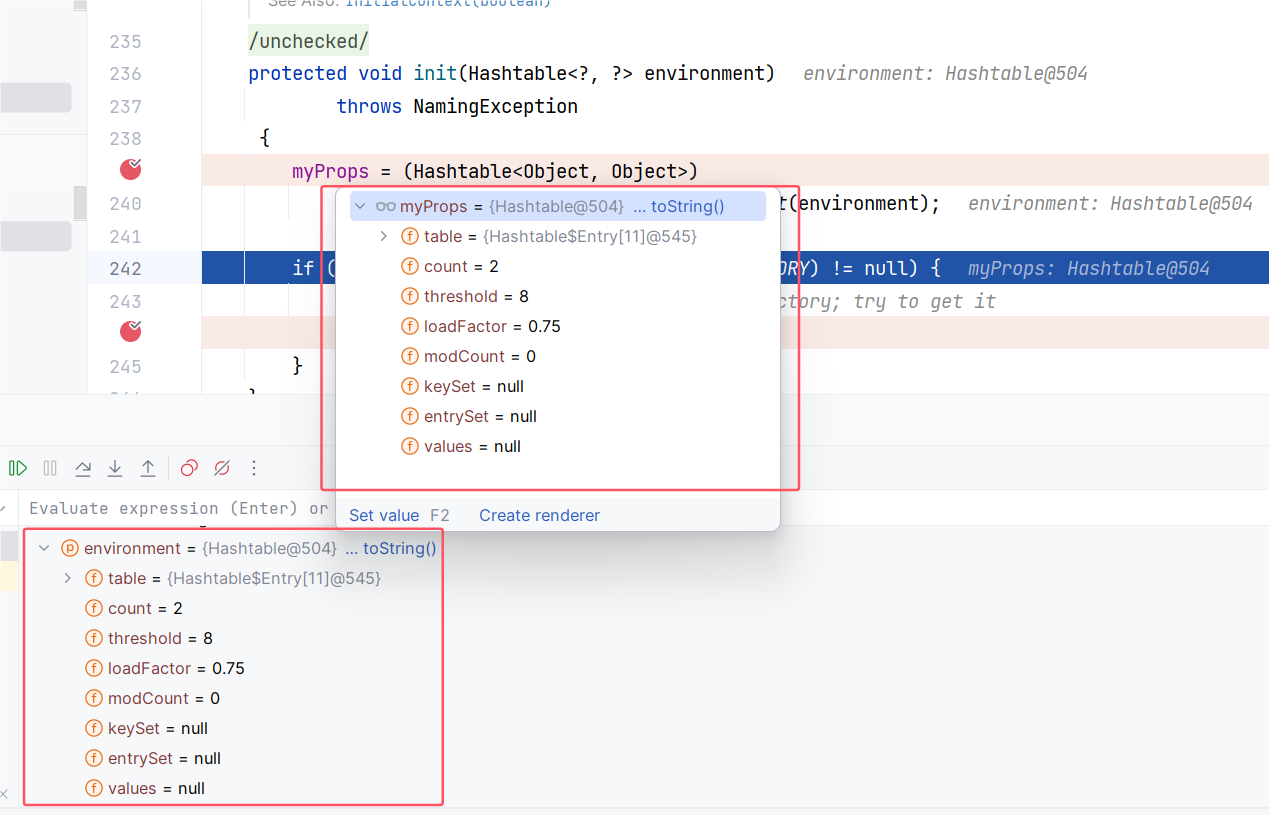 See Also: InitialContext(boolean)
235 /unchecked/
236 protected void init(Hashtable<?, ?> environment) environment: Hashtable@504
237 throws NamingException
238 {
myProps = (Hashtable<Object, Object>)
240 t(environment); environment: Hashtable@504
241
242 if ( ORY) != null) { myProps: Hashtable@504
243 ctory; try to get it
245 }
myProps = {Hashtable@504} ... toString()
table = {Hashtable$Entry[11]@545}
count = 2
threshold = 8
loadFactor = 0.75
modCount = 0
keySet = null
entrySet = null
values = null
Set value F2 Create renderer
Evaluate expression (Enter) or
environment = {Hashtable@504} ... toString()
table = {Hashtable$Entry[11]@545}
count = 2
threshold = 8
loadFactor = 0.75
modCount = 0
keySet = null
entrySet = null
values = null